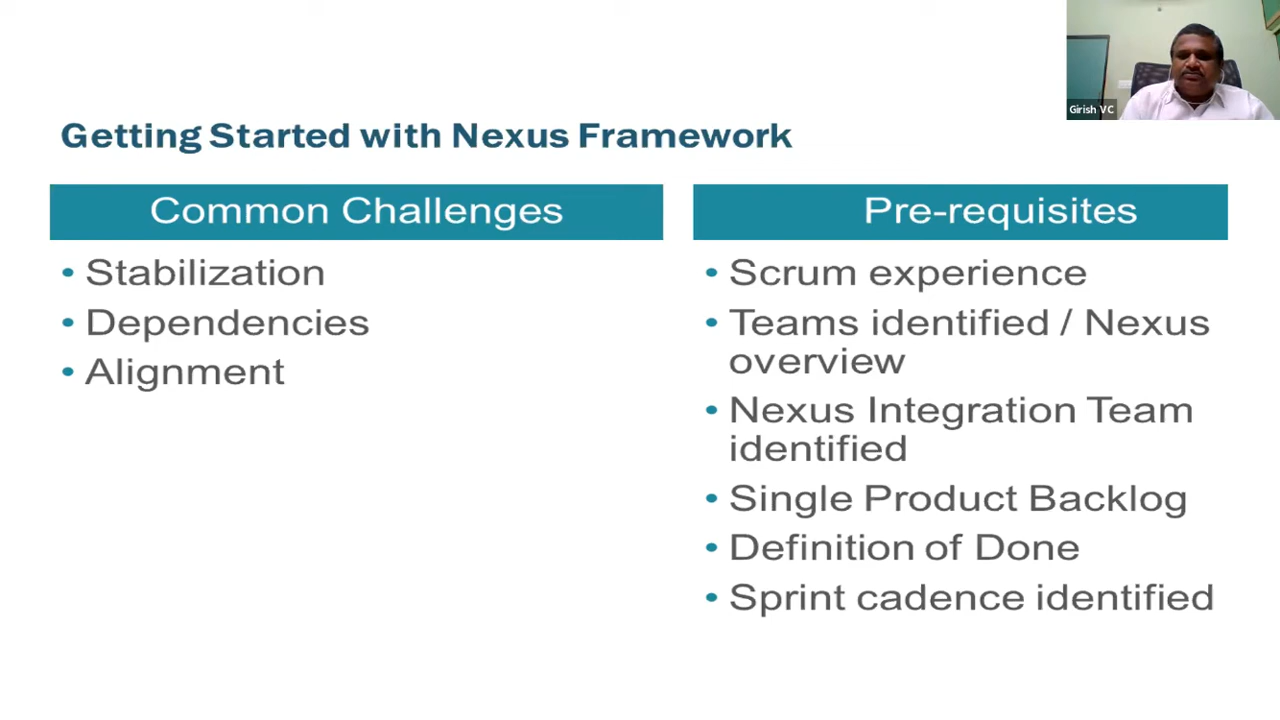 Girish VC
Getting Started with Nexus Framework
Common Challenges
• Stabilization
• Dependencies
• Alignment
Pre-requisites
• Scrum experience
• Teams identified / Nexus
overview
• Nexus Integration Team
identified
• Single Product Backlog
• Definition of Done
• Sprint cadence identified